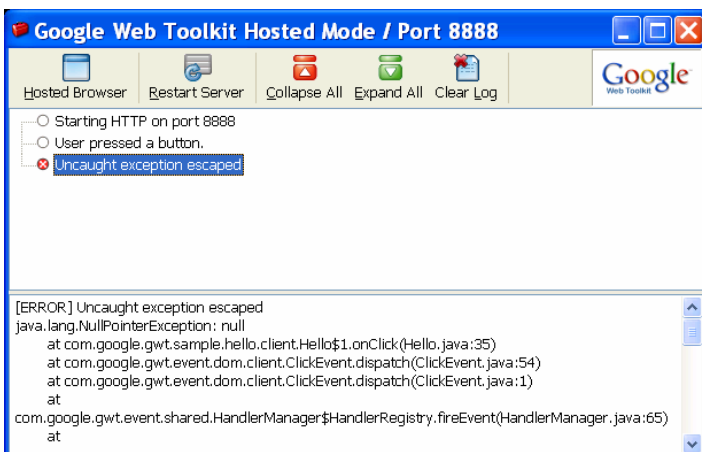 Google Web Toolkit Hosted Mode / Port 8888
Hosted Browser Restart Server Collapse All Expand All Clear Log
Google
Web Toolkit
Starting HTTP on port 8888
User pressed a button.
Uncaught exception escaped
[ERROR] Uncaught exception escaped
java.lang.NullPointerException: null
at com.google.gwt.sample.hello.client.Hello$1.onClick(Hello.java:35)
at com.google.gwt.event.dom.client.ClickEvent.dispatch(ClickEvent.java:54)
at com.google.gwt.event.dom.client.ClickEvent.dispatch(ClickEvent.java:1)
at
com.google.gwt.event.shared.HandlerManager$HandlerRegistry.fireEvent(HandlerManager.java:65)
at